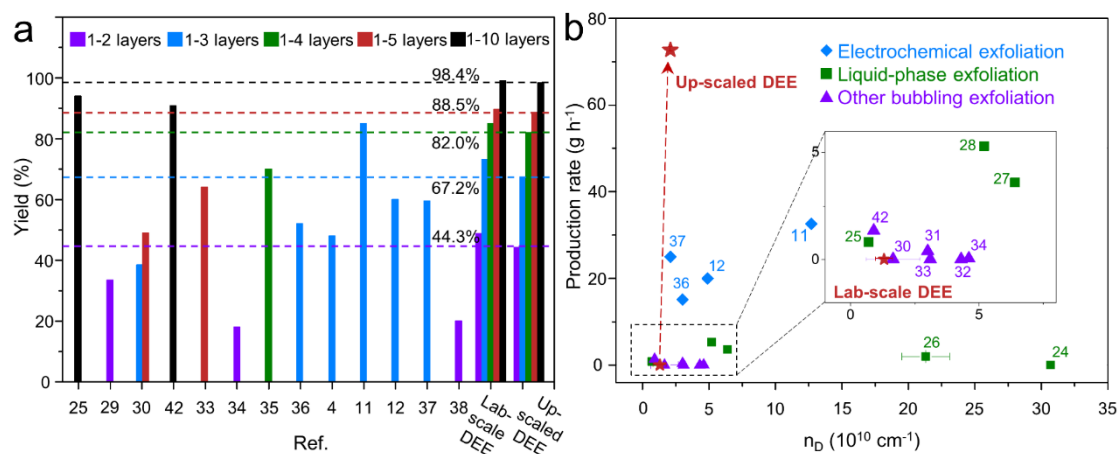 a
1-2 layers 1-3 layers 1-4 layers 1-5 layers 1-10 layers
Yield (%)
100
80
60
40
20
0
98.4%
88.5%
82.0%
67.2%
44.3%
25 29 30 42 33 34 35 36 4 11 12 37 38 Lab-scale DEE Up-scaled DEE
Ref.
b
Production rate (g h⁻¹)
80
60
40
20
0
Electrochemical exfoliation
Liquid-phase exfoliation
Other bubbling exfoliation
Up-scaled DEE
37
36
12
11
26
24
5
0
28
27
42
25
30
31
33
32
34
Lab-scale DEE
0 5
0 5 10 15 20 25 30 35
n_D (10¹⁰ cm⁻¹)